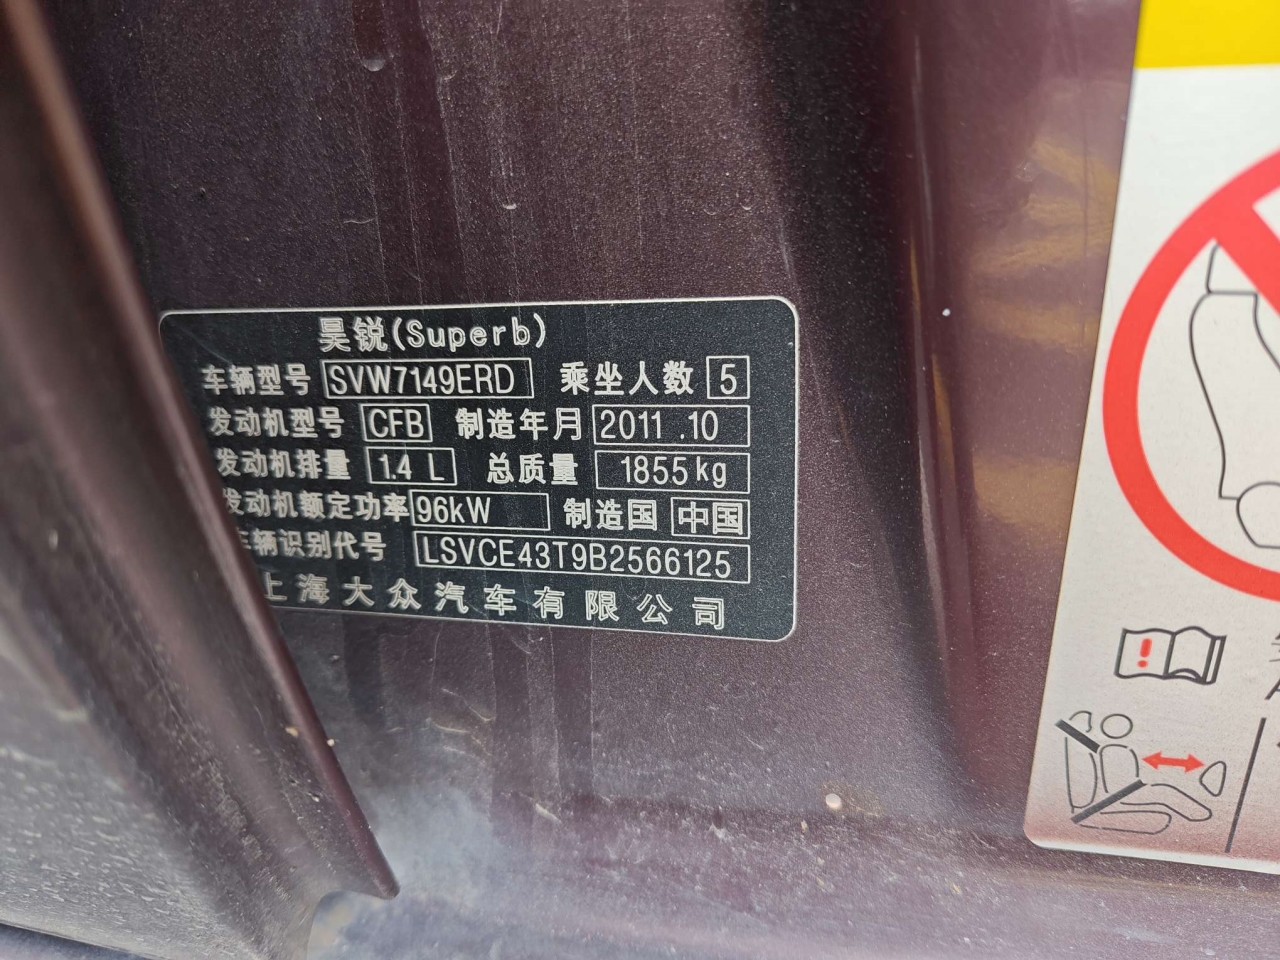 昊锐(Superb)
车辆型号 SVW7149ERD 乘坐人数 5
发动机型号 CFB 制造年月 2011.10
发动机排量 1.4 L 总质量 1855kg
发动机额定功率 96kW 制造国 中国
车辆识别代号 LSVCE43T9B2566125
上海大众汽车有限公司